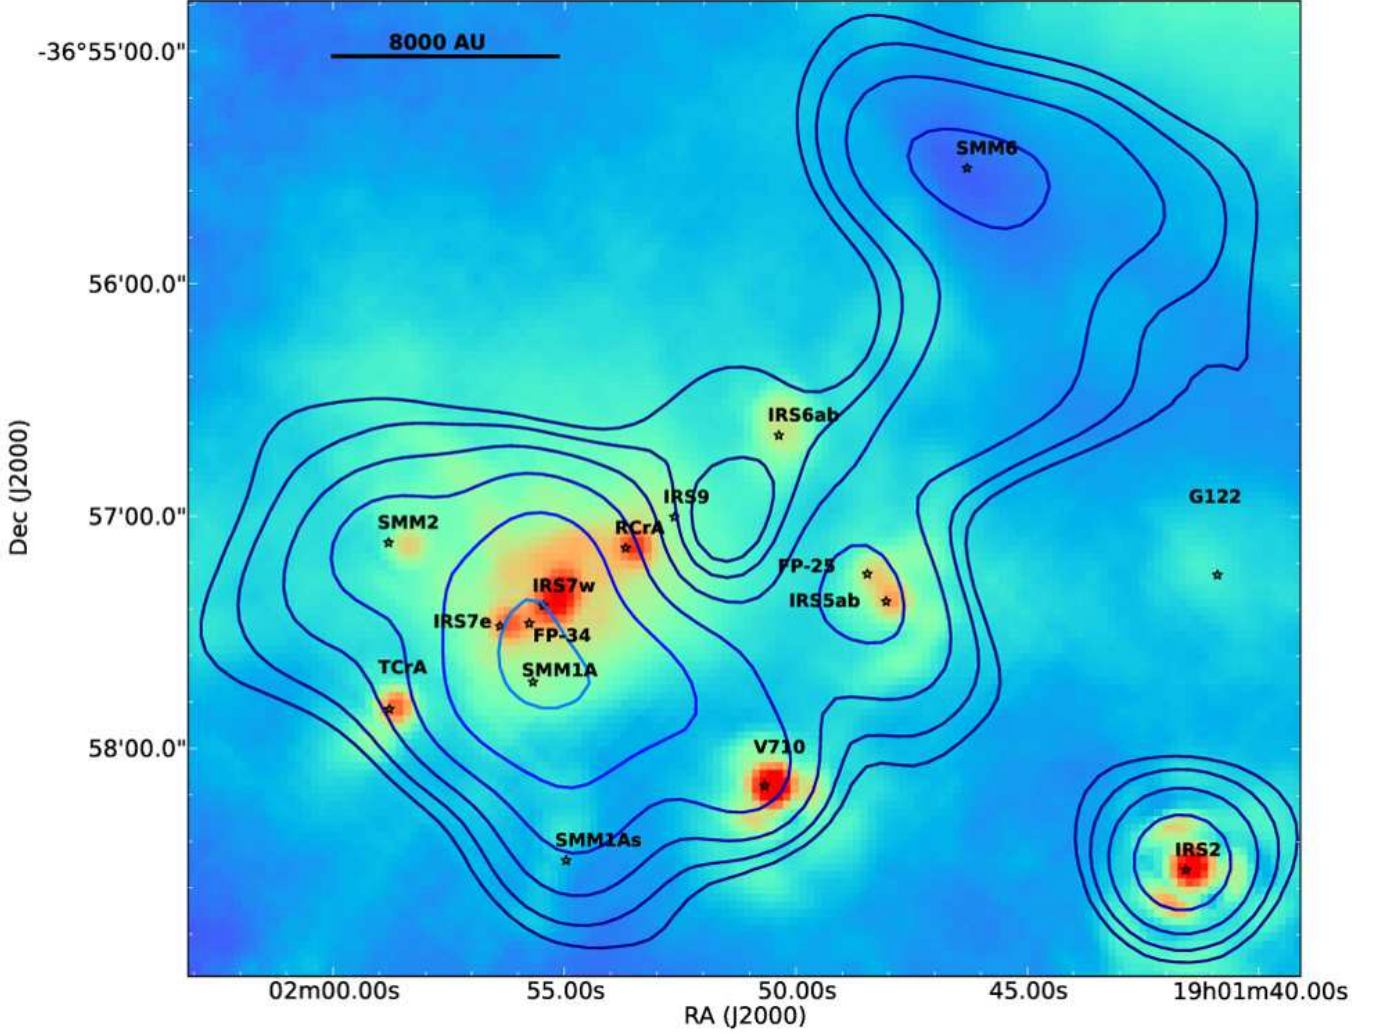 8000 AU
-36°55'00.0"
SMM6
56'00.0"
IRS6ab
IRS9
G122
57'00.0"
SMM2
RCrA
FP-25
IRS7w
IRS5ab
IRS7e
FP-34
TCrA
SMM1A
58'00.0"
V710
SMM1As
IRS2
Dec (J2000)
02m00.00s
55.00s
50.00s
45.00s
19h01m40.00s
RA (J2000)